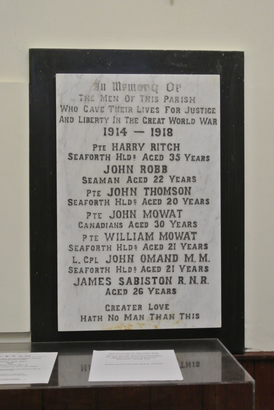 In Memory Of
The Men Of This Parish
Who Gave Their Lives For Justice
And Liberty In The Great World War
1914 — 1918
Pte HARRY RITCH
Seaforth Hlds Aged 35 Years
JOHN ROBB
Seaman Aged 22 Years
Pte JOHN THOMSON
Seaforth Hlds Aged 20 Years
Pte JOHN MOWAT
Canadians Aged 30 Years
Pte WILLIAM MOWAT
Seaforth Hlds Aged 21 Years
L. Cpl JOHN OMAND M.M.
Seaforth Hlds Aged 21 Years
JAMES SABISTON R.N.R.
Aged 26 Years
Greater Love
Hath No Man Than This